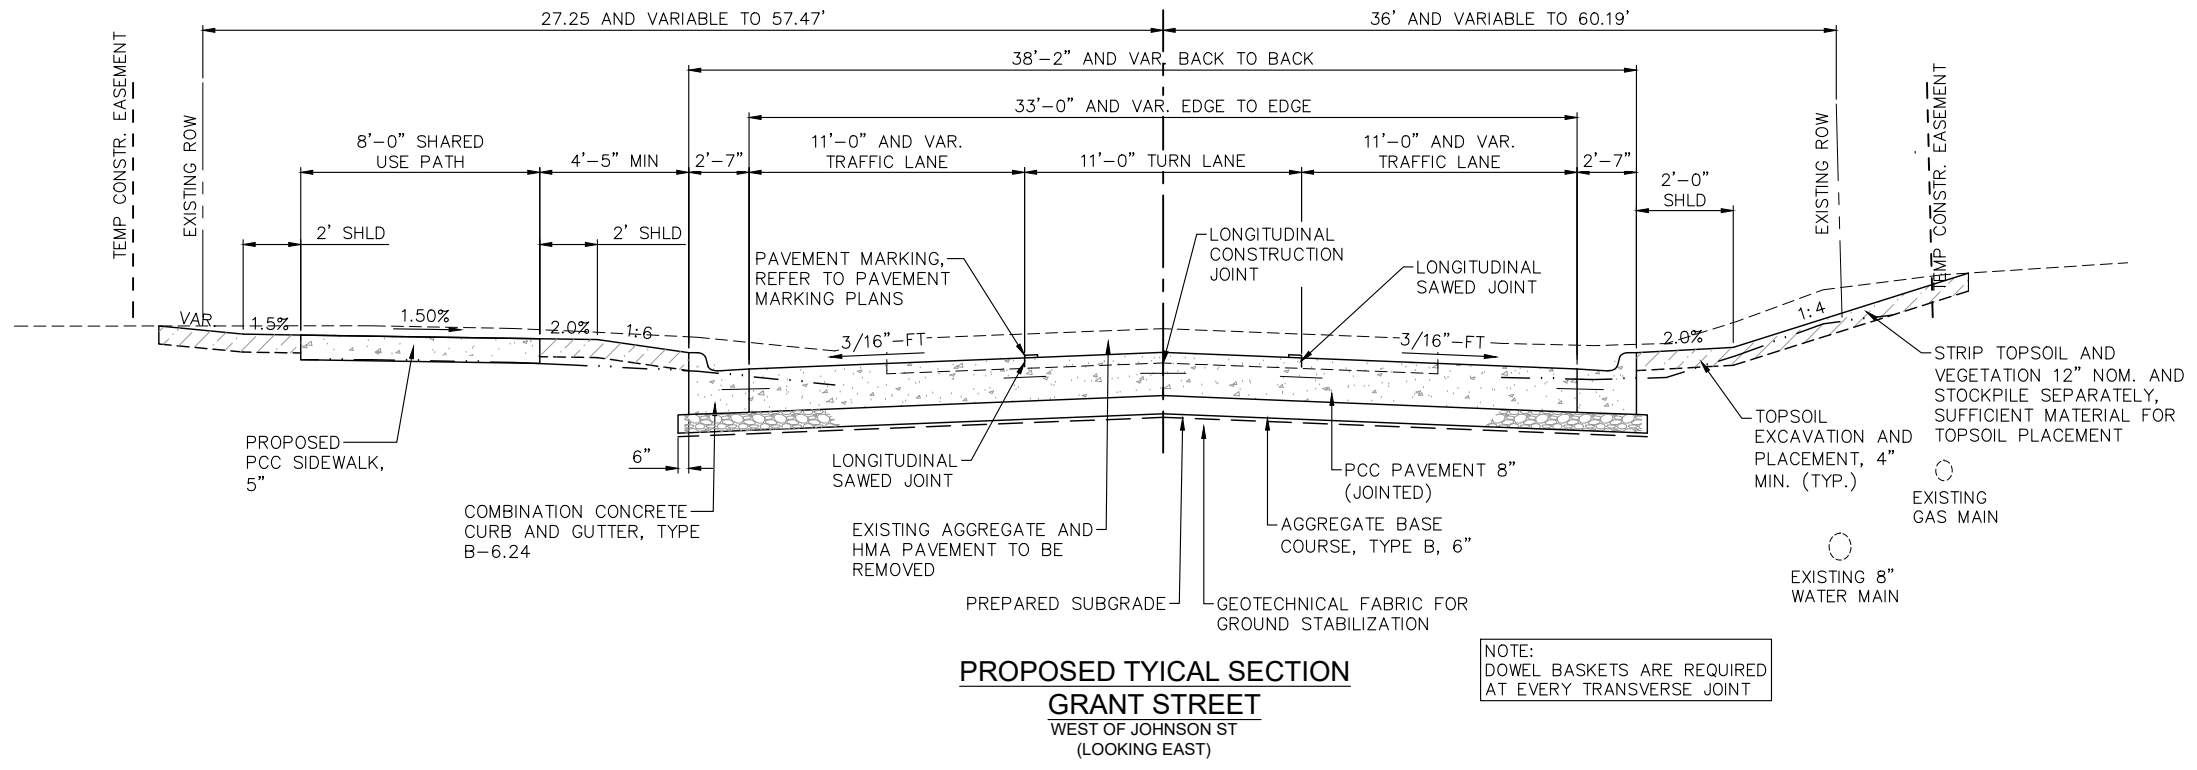 27.25 AND VARIABLE TO 57.47'
36' AND VARIABLE TO 60.19'
38'-2" AND VAR. BACK TO BACK
33'-0" AND VAR. EDGE TO EDGE
TEMP CONSTR. EASEMENT
EXISTING ROW
8'-0" SHARED
USE PATH
4'-5" MIN
2'-7"
11'-0" AND VAR.
TRAFFIC LANE
11'-0" TURN LANE
11'-0" AND VAR.
TRAFFIC LANE
2'-7"
2'-0"
SHLD
EXISTING ROW
TEMP CONSTR. EASEMENT
2' SHLD
2' SHLD
PAVEMENT MARKING,
REFER TO PAVEMENT
MARKING PLANS
LONGITUDINAL
CONSTRUCTION
JOINT
LONGITUDINAL
SAWED JOINT
VAR.
1.5%
1.50%
2.0%
1:6
3/16"-FT
3/16"-FT
2.0%
1:4
STRIP TOPSOIL AND
VEGETATION 12" NOM. AND
STOCKPILE SEPARATELY,
SUFFICIENT MATERIAL FOR
TOPSOIL PLACEMENT
PROPOSED
PCC SIDEWALK,
5"
6"
LONGITUDINAL
SAWED JOINT
PCC PAVEMENT 8"
(JOINTED)
TOPSOIL
EXCAVATION AND
PLACEMENT, 4"
MIN. (TYP.)
EXISTING
GAS MAIN
COMBINATION CONCRETE
CURB AND GUTTER, TYPE
B-6.24
EXISTING AGGREGATE AND
HMA PAVEMENT TO BE
REMOVED
AGGREGATE BASE
COURSE, TYPE B, 6"
EXISTING 8"
WATER MAIN
PREPARED SUBGRADE
GEOTECHNICAL FABRIC FOR
GROUND STABILIZATION
NOTE:
DOWEL BASKETS ARE REQUIRED
AT EVERY TRANSVERSE JOINT
PROPOSED TYICAL SECTION
GRANT STREET
WEST OF JOHNSON ST
(LOOKING EAST)